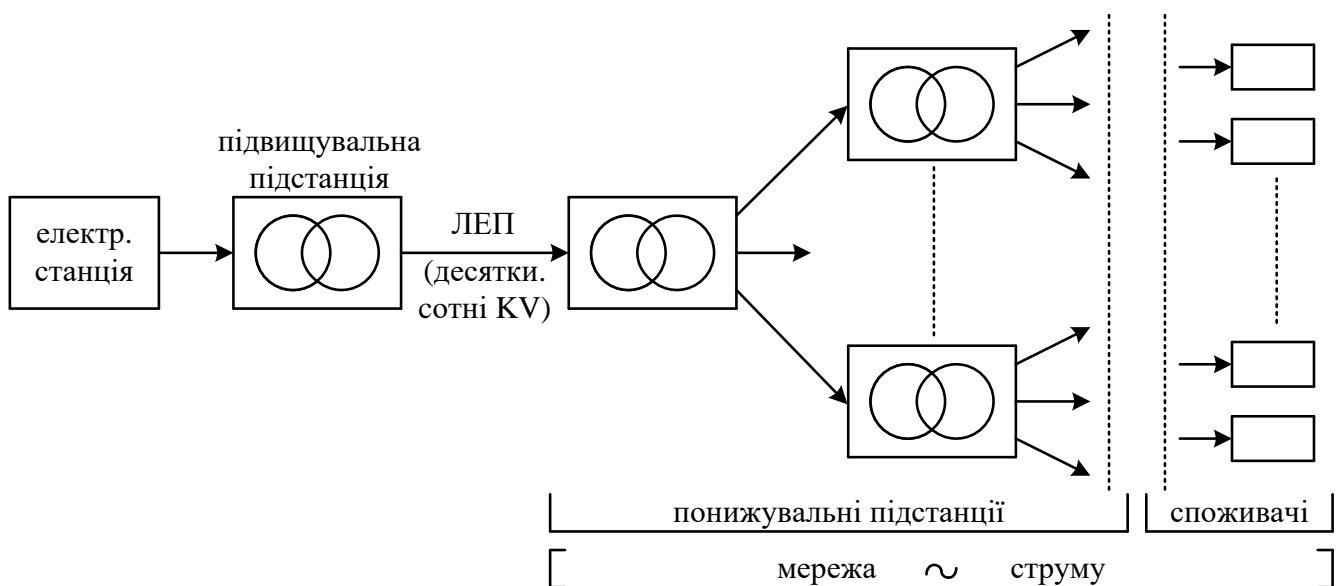 підвищувальна
підстанція
електр.
станція
ЛЕП
(десятки.
сотні KV)
понижувальні підстанції
споживачі
мережа ~ струму